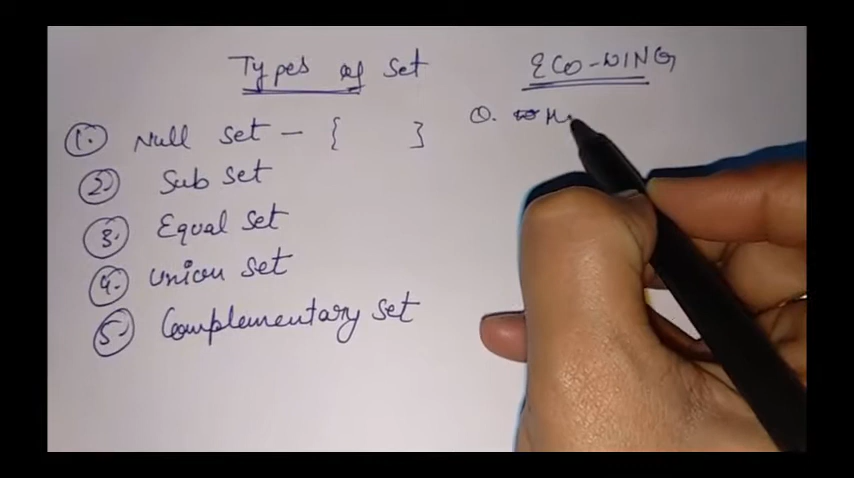 Types of set
ECO-WING
1. Null set - { }
Q.
2. Sub set
3. Equal set
4. Union set
5. Complementary set